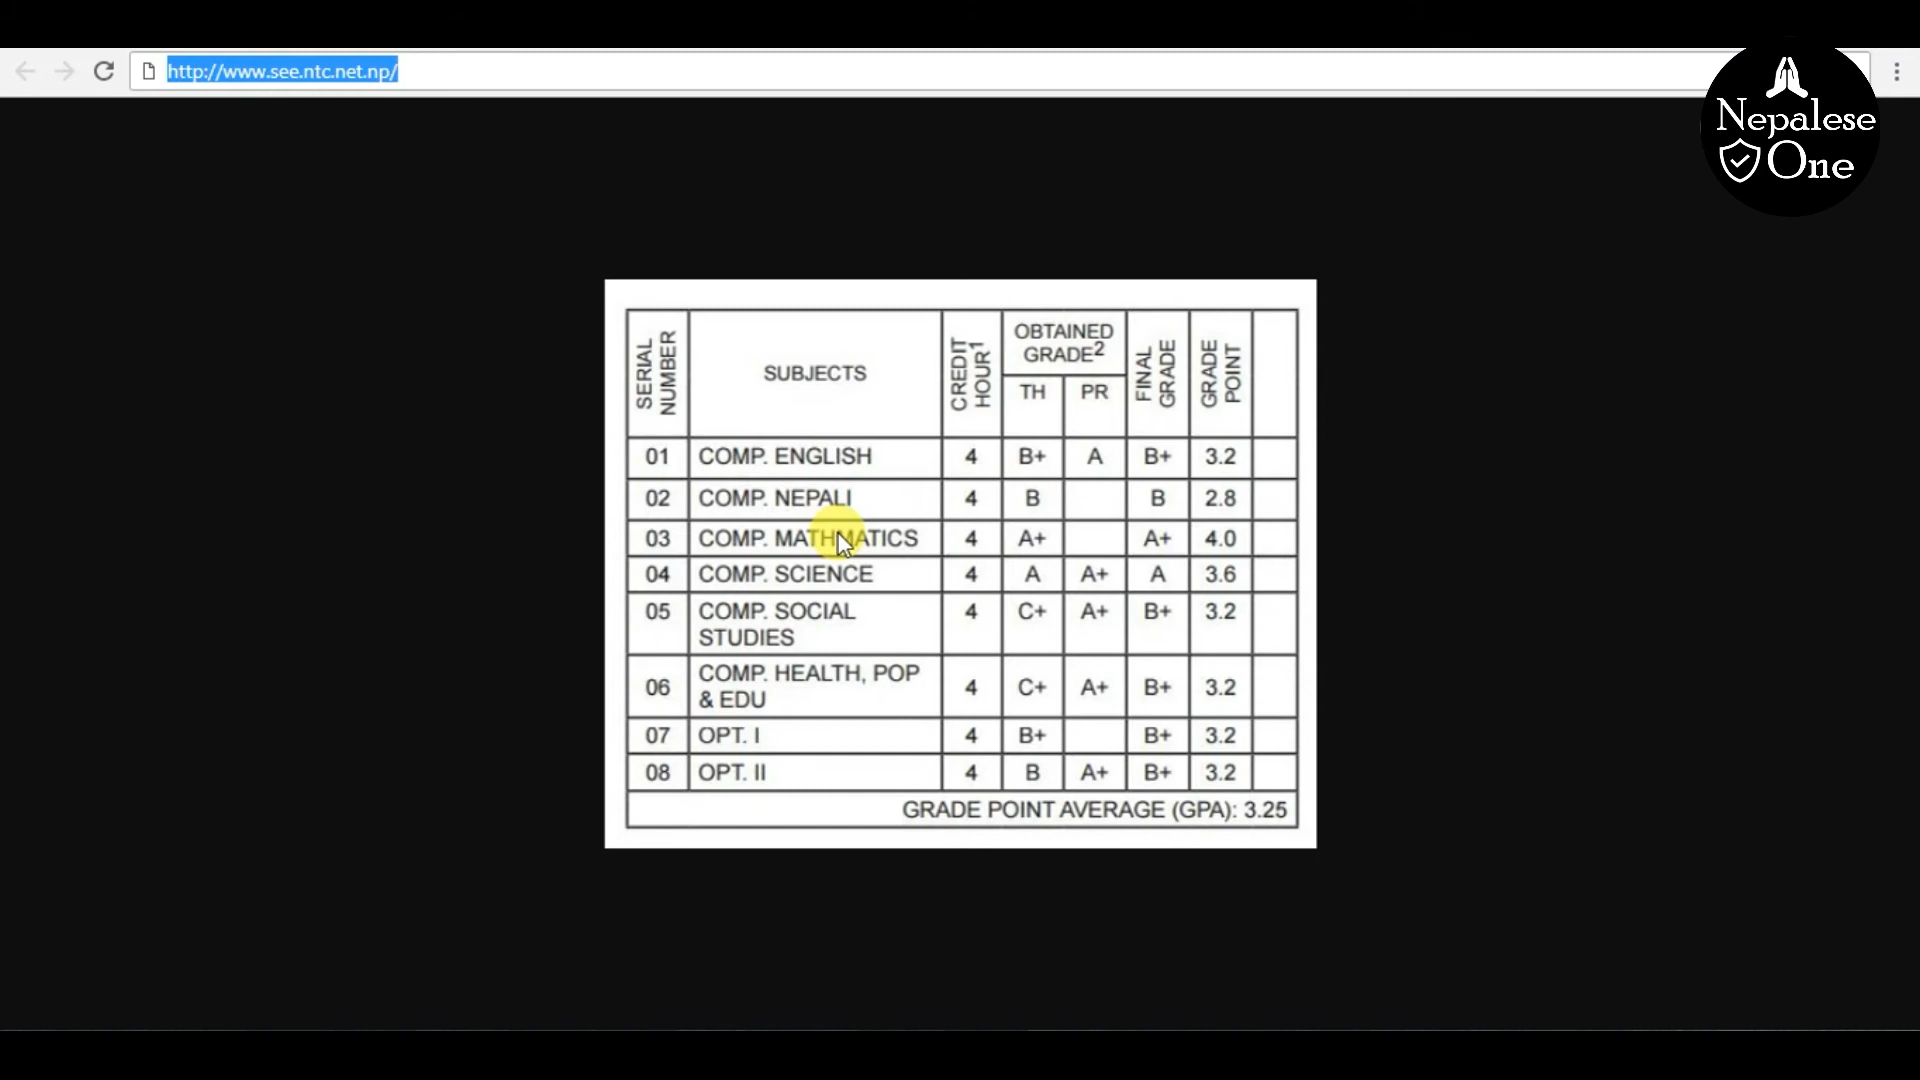 http://www.see.ntc.net.np/
Nepalese
One
SERIAL NUMBER SUBJECTS CREDIT HOUR1 OBTAINED GRADE2 FINAL GRADE GRADE POINT
TH PR
01 COMP. ENGLISH 4 B+ A B+ 3.2
02 COMP. NEPALI 4 B B 2.8
03 COMP. MATHMATICS 4 A+ A+ 4.0
04 COMP. SCIENCE 4 A A+ A 3.6
05 COMP. SOCIAL STUDIES 4 C+ A+ B+ 3.2
06 COMP. HEALTH, POP & EDU 4 C+ A+ B+ 3.2
07 OPT. I 4 B+ B+ 3.2
08 OPT. II 4 B A+ B+ 3.2
GRADE POINT AVERAGE (GPA): 3.25